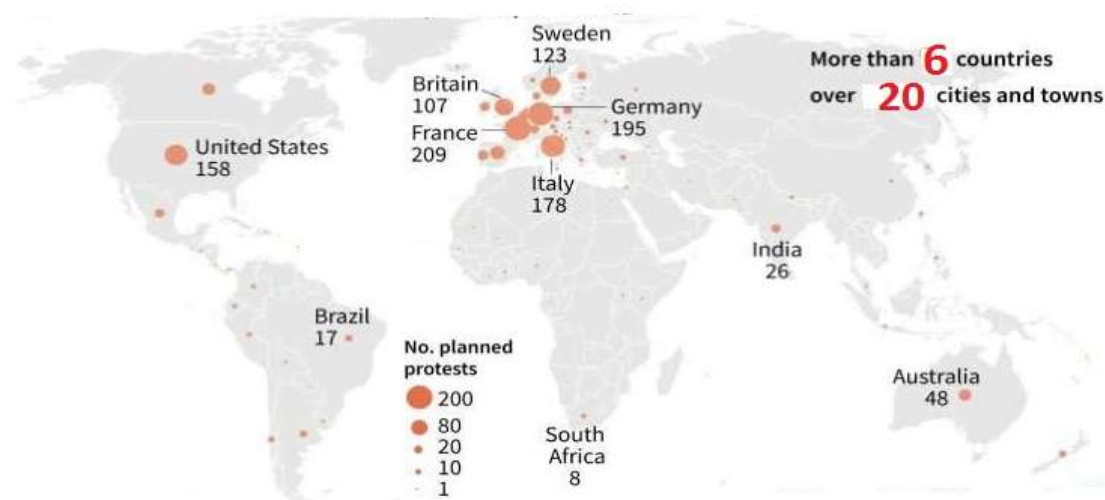 Sweden
123
Britain
107
France
209
Germany
195
Italy
178
United States
158
More than 6 countries
over 20 cities and towns
India
26
Brazil
17
No. planned
protests
200
80
20
10
1
South
Africa
8
Australia
48